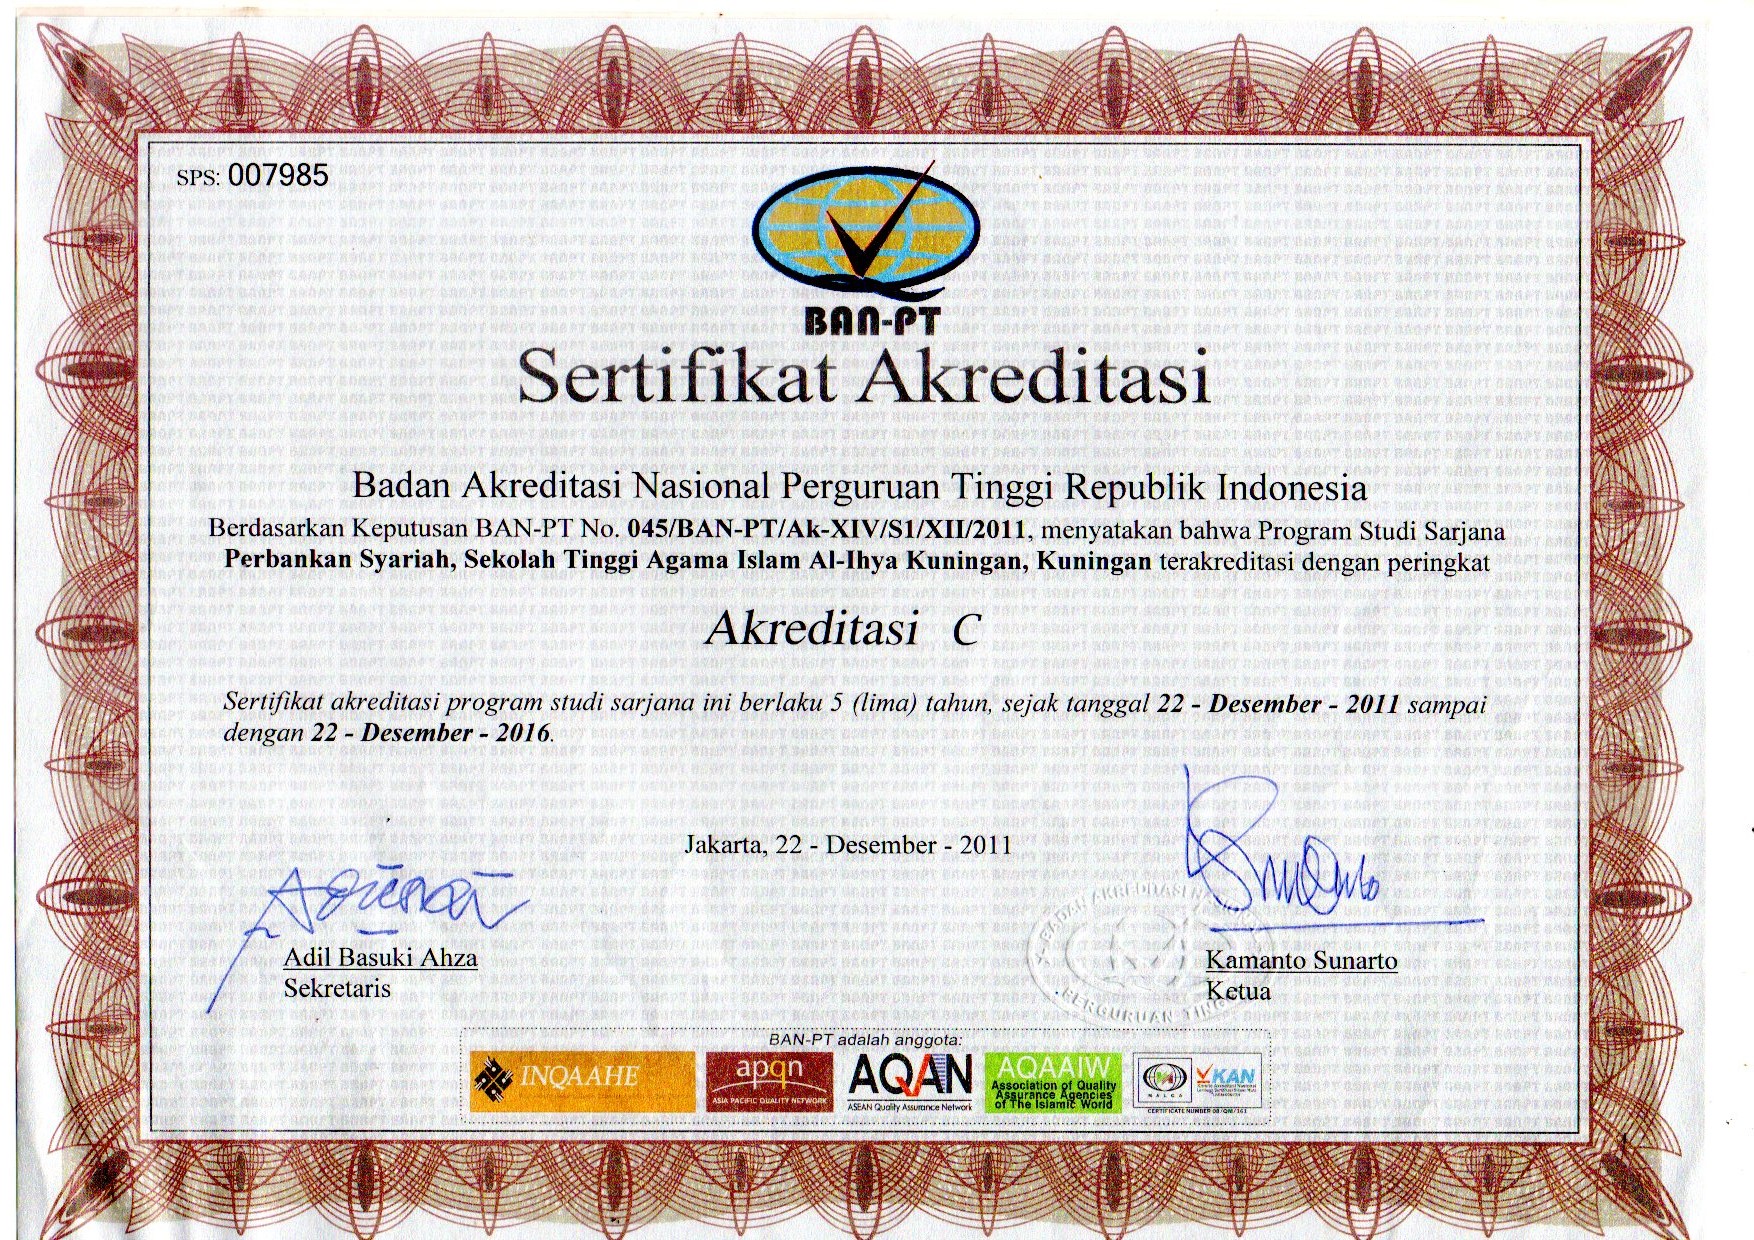 SPS: 007985
BAN-PT
Sertifikat Akreditasi
Badan Akreditasi Nasional Perguruan Tinggi Republik Indonesia
Berdasarkan Keputusan BAN-PT No. 045/BAN-PT/Ak-XIV/S1/XII/2011, menyatakan bahwa Program Studi Sarjana
Perbankan Syariah, Sekolah Tinggi Agama Islam Al-Ihya Kuningan, Kuningan terakreditasi dengan peringkat
Akreditasi C
Sertifikat akreditasi program studi sarjana ini berlaku 5 (lima) tahun, sejak tanggal 22 - Desember - 2011 sampai
dengan 22 - Desember - 2016.
Jakarta, 22 - Desember - 2011
BADAN AKREDITASI
PERGURUAN TINGGI
Adil Basuki Ahza
Sekretaris
Kamanto Sunarto
Ketua
BAN-PT adalah anggota:
INQAAHE
apqn
ASIA PACIFIC QUALITY NETWORK
AQAN
ASEAN Quality Assurance Network
AQAAIW
Association of Quality
Assurance Agencies
of The Islamic World
KAN